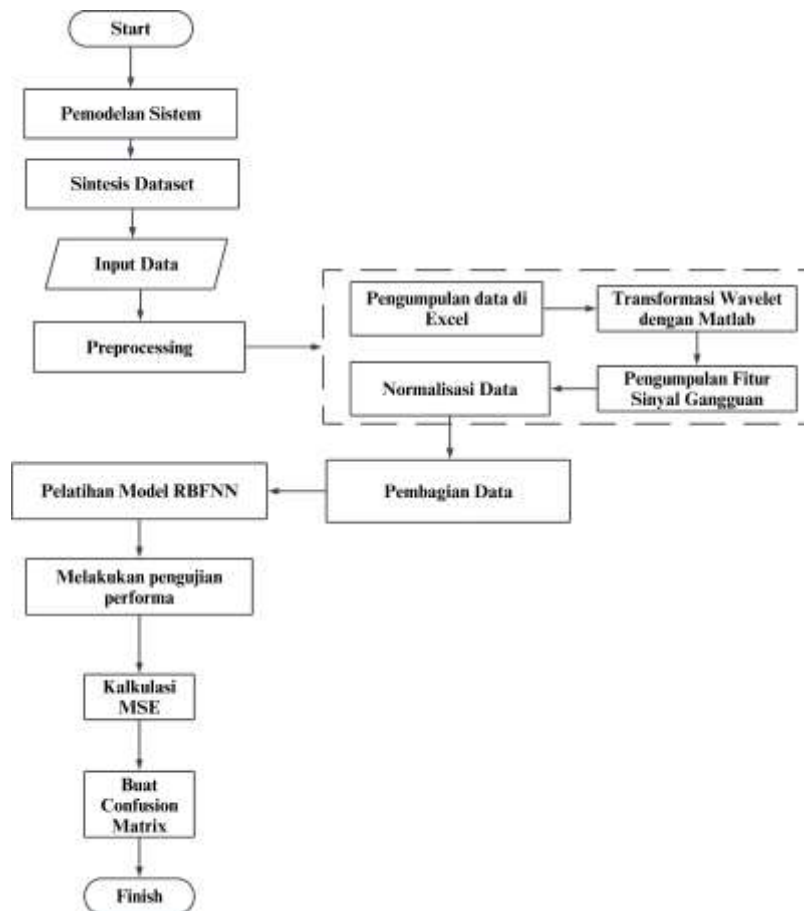 Start
Pemodelan Sistem
Sintesis Dataset
Input Data
Preprocessing
Pengumpulan data di
Excel
Transformasi Wavelet
dengan Matlab
Pengumpulan Fitur
Sinyal Gangguan
Normalisasi Data
Pembagian Data
Pelatihan Model RBFNN
Melakukan pengujian
performa
Kalkulasi
MSE
Buat
Confusion
Matrix
Finish